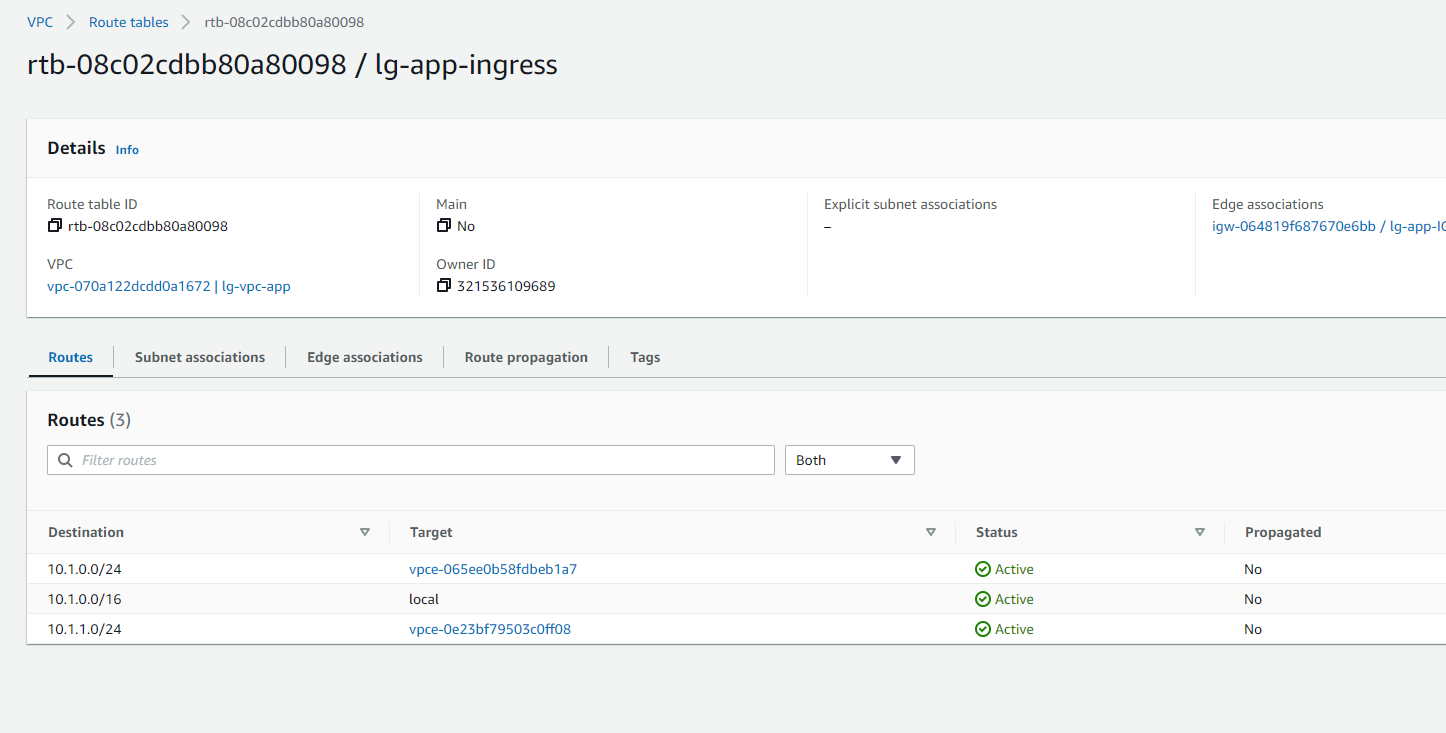 VPC > Route tables > rtb-08c02cdbb80a80098
rtb-08c02cdbb80a80098 / lg-app-ingress
Details Info
Route table ID
rtb-08c02cdbb80a80098
Main
No
Explicit subnet associations
–
Edge associations
igw-064819f687670e6bb / lg-app-IG
VPC
vpc-070a122dcdd0a1672 | lg-vpc-app
Owner ID
321536109689
Routes Subnet associations Edge associations Route propagation Tags
Routes (3)
Filter routes Both
Destination Target Status Propagated
10.1.0.0/24 vpce-065ee0b58fdbeb1a7 Active No
10.1.0.0/16 local Active No
10.1.1.0/24 vpce-0e23bf79503c0ff08 Active No